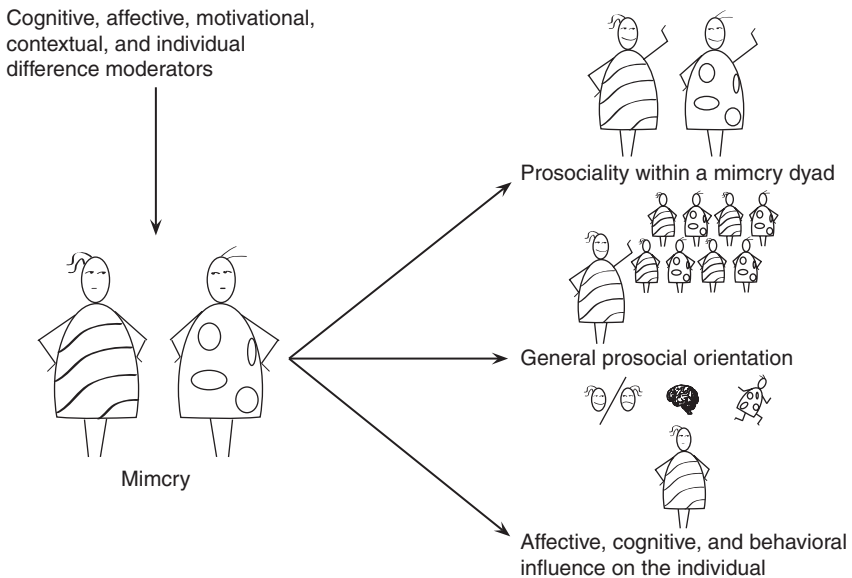 Cognitive, affective, motivational,
contextual, and individual
difference moderators
Prosociality within a mimcry dyad
General prosocial orientation
Mimcry
Affective, cognitive, and behavioral
influence on the individual